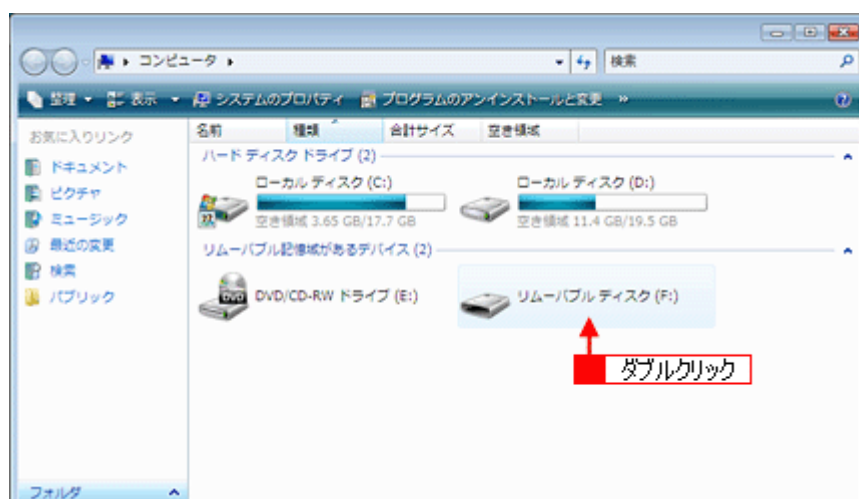 コンピュータ
検索
整理 表示 システムのプロパティ プログラムのアンインストールと変更 »
お気に入りリンク
ドキュメント
ピクチャ
ミュージック
最近の変更
検索
パブリック
フォルダ
名前 種類 合計サイズ 空き領域
ハード ディスク ドライブ (2)
ローカル ディスク (C:)
空き領域 3.65 GB/17.7 GB
ローカル ディスク (D:)
空き領域 11.4 GB/19.5 GB
リムーバブル記憶域があるデバイス (2)
DVD
DVD/CD-RW ドライブ (E:)
リムーバブル ディスク (F:)
ダブルクリック